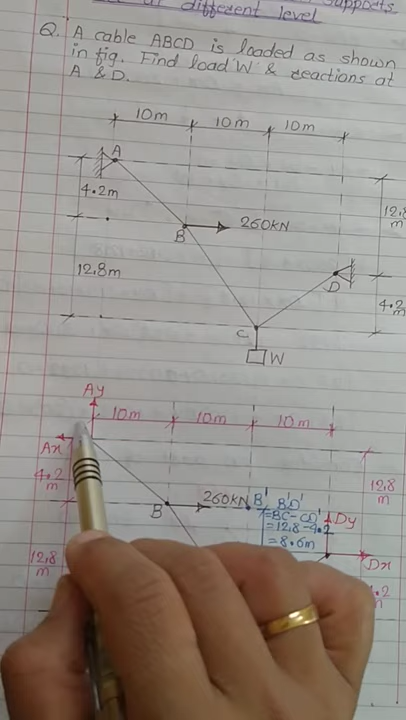 different level
Q. A cable ABCD is loaded as shown
in fig. Find load 'W' & reactions at
A & D.
10m 10m 10m
A
4.2m
12.8
m
B 260KN
12.8m
D
4.2
m
C
W
Ay
10m 10m 10m
Ax
4.2
m
12.8
m
B 260KN B' B'D'
= BC - CD'
= 12.8 - 4.2
= 8.6m
Dy
Dx
12.8
m